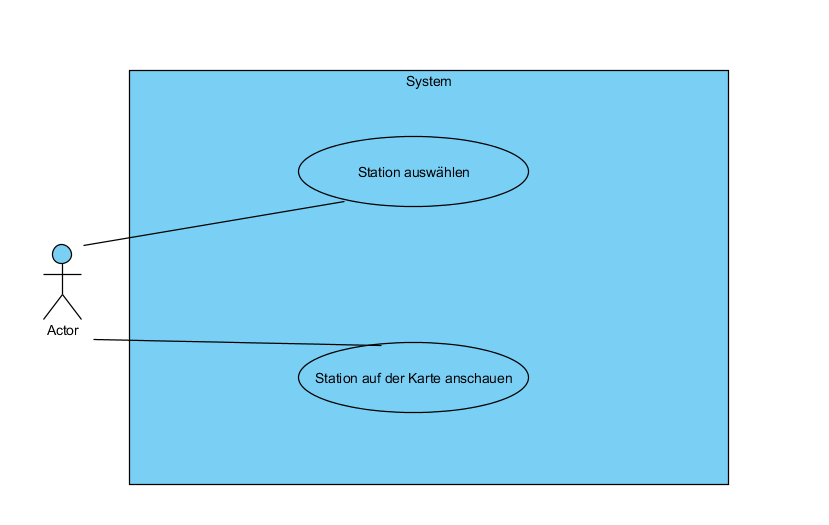 System
Station auswählen
Actor
Station auf der Karte anschauen